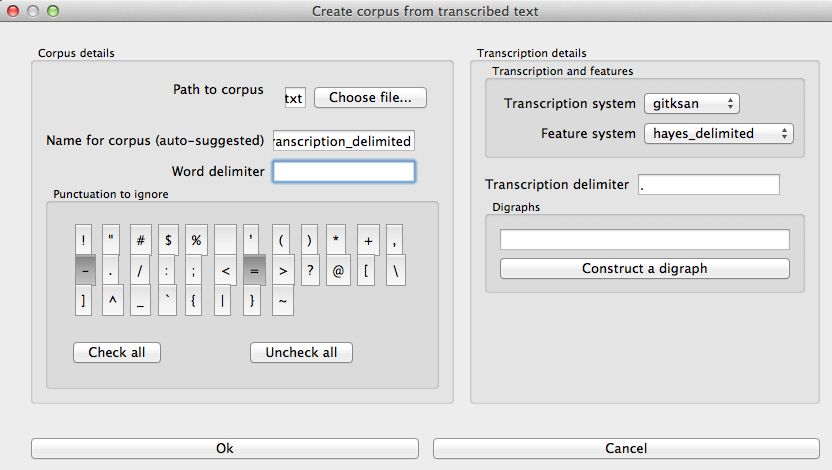 Create corpus from transcribed text
Corpus details
Path to corpus txt Choose file...
Name for corpus (auto-suggested) ranscription_delimited
Word delimiter
Punctuation to ignore
! " # $ % ' ( ) * + ,
- . / : ; < = > ? @ [ \
] ^ _ ` { | } ~
Check all Uncheck all
Transcription details
Transcription and features
Transcription system gitksan
Feature system hayes_delimited
Transcription delimiter .
Digraphs
Construct a digraph
Ok Cancel